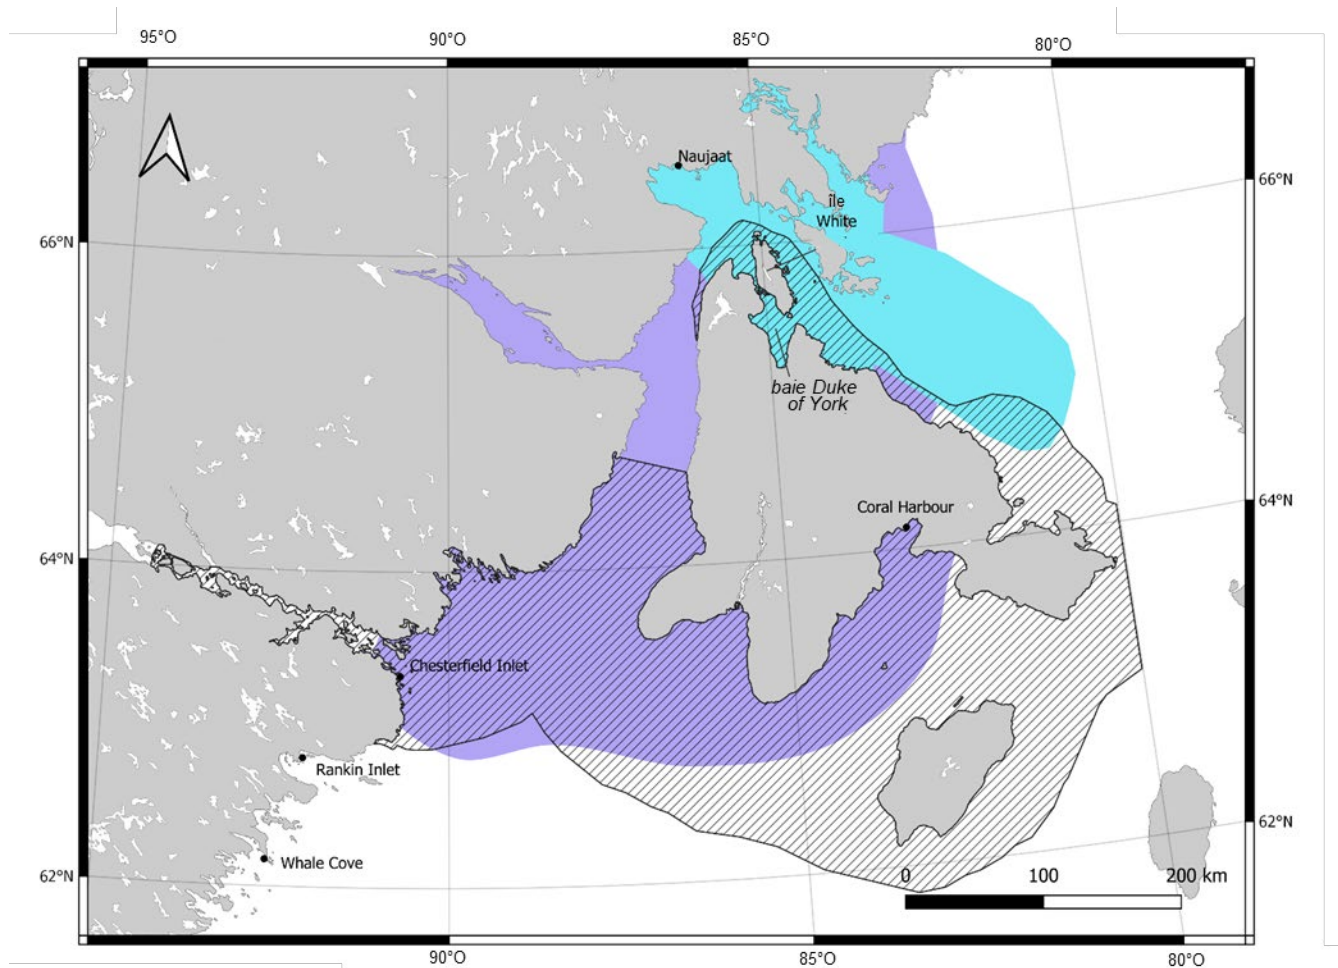 95°O
90°O
85°O
80°O
Naujaat
66°N
île
White
66°N
baie Duke
of York
64°N
Coral Harbour
64°N
Chesterfield Inlet
Rankin Inlet
62°N
Whale Cove
62°N
0
100
200 km
90°O
85°O
80°O